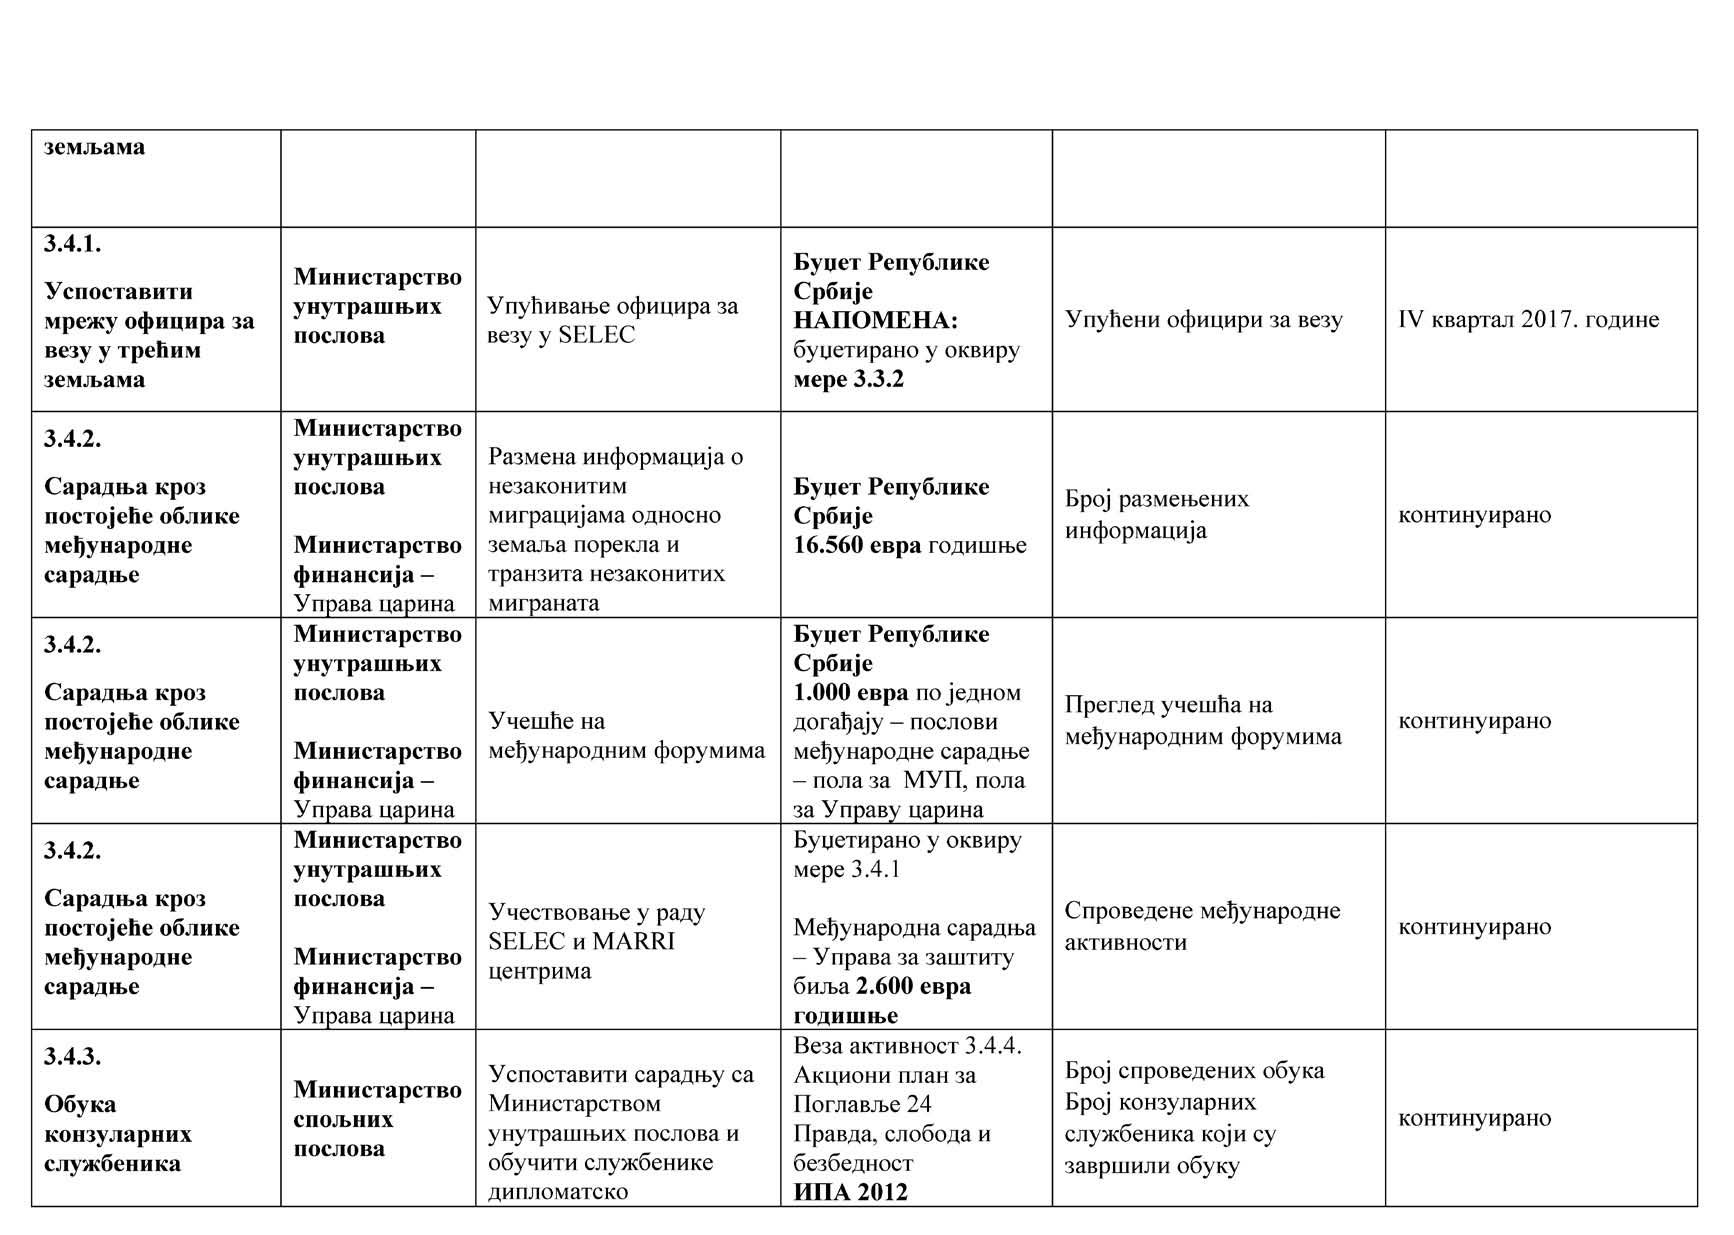 земљама
3.4.1.
Успоставити
мрежу официра за
везу у трећим
земљама
Министарство
унутрашњих
послова
Упућивање официра за
везу у SELEC
Буџет Републике
Србије
НАПОМЕНА:
буџетирано у оквиру
мере 3.3.2
Упућени официри за везу
IV квартал 2017. године
3.4.2.
Сарадња кроз
постојеће облике
међународне
сарадње
Министарство
унутрашњих
послова
Министарство
финансија –
Управа царина
Размена информација о
незаконитим
миграцијама односно
земаља порекла и
транзита незаконитих
миграната
Буџет Републике
Србије
16.560 евра годишње
Број размењених
информација
континуирано
3.4.2.
Сарадња кроз
постојеће облике
међународне
сарадње
Министарство
унутрашњих
послова
Министарство
финансија –
Управа царина
Учешће на
међународним форумима
Буџет Републике
Србије
1.000 евра по једном
догађају – послови
међународне сарадње
– пола за  МУП, пола
за Управу царина
Преглед учешћа на
међународним форумима
континуирано
3.4.2.
Сарадња кроз
постојеће облике
међународне
сарадње
Министарство
унутрашњих
послова
Министарство
финансија –
Управа царина
Учествовање у раду
SELEC и MARRI
центрима
Буџетирано у оквиру
мере 3.4.1
Међународна сарадња
– Управа за заштиту
биља 2.600 евра
годишње
Спроведене међународне
активности
континуирано
3.4.3.
Обука
конзуларних
службеника
Министарство
спољних
послова
Успоставити сарадњу са
Министарством
унутрашњих послова и
обучити службенике
дипломатско
Веза активност 3.4.4.
Акциони план за
Поглавље 24
Правда, слобода и
безбедност
ИПА 2012
Број спроведених обука
Број конзуларних
службеника који су
завршили обуку
континуирано